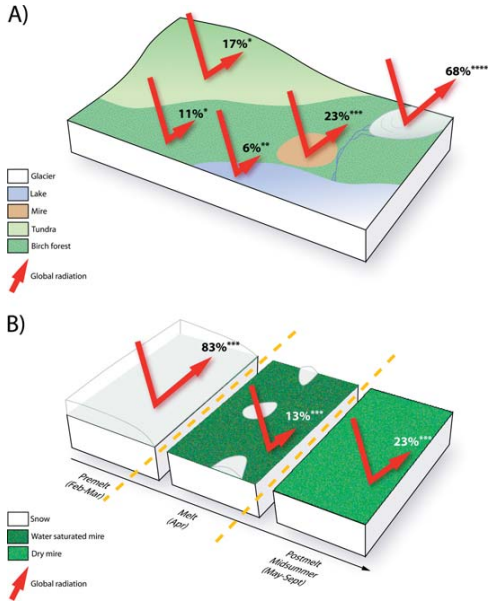 A)
17%*
68%****
11%*
23%***
6%**
Glacier
Lake
Mire
Tundra
Birch forest
Global radiation
B)
83%***
13%***
23%***
Premelt
(Feb-Mar)
Melt
(Apr)
Postmelt
Midsummer
(May-Sept)
Snow
Water saturated mire
Dry mire
Global radiation